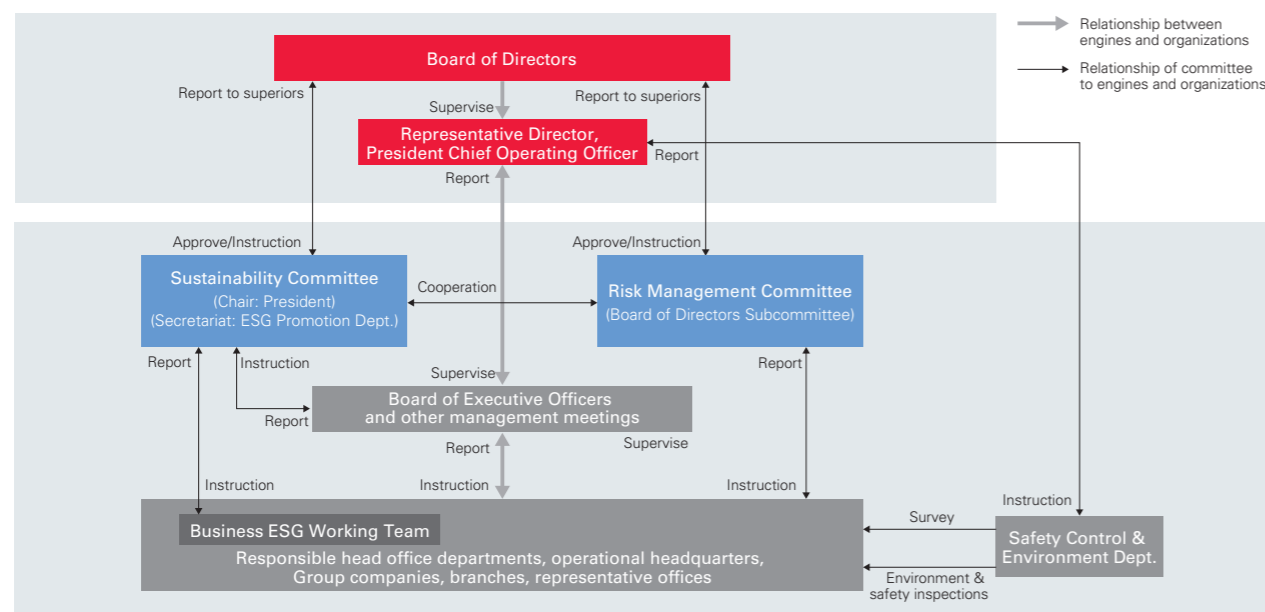 Relationship between
engines and organizations
Relationship of committee
to engines and organizations
Board of Directors
Report to superiors
Supervise
Report to superiors
Representative Director,
President Chief Operating Officer
Report
Report
Approve/Instruction
Approve/Instruction
Sustainability Committee
(Chair: President)
(Secretariat: ESG Promotion Dept.)
Cooperation
Risk Management Committee
(Board of Directors Subcommittee)
Report
Instruction
Report
Supervise
Board of Executive Officers
and other management meetings
Report
Supervise
Report
Instruction
Instruction
Instruction
Instruction
Business ESG Working Team
Responsible head office departments, operational headquarters,
Group companies, branches, representative offices
Survey
Safety Control &
Environment Dept.
Environment &
safety inspections